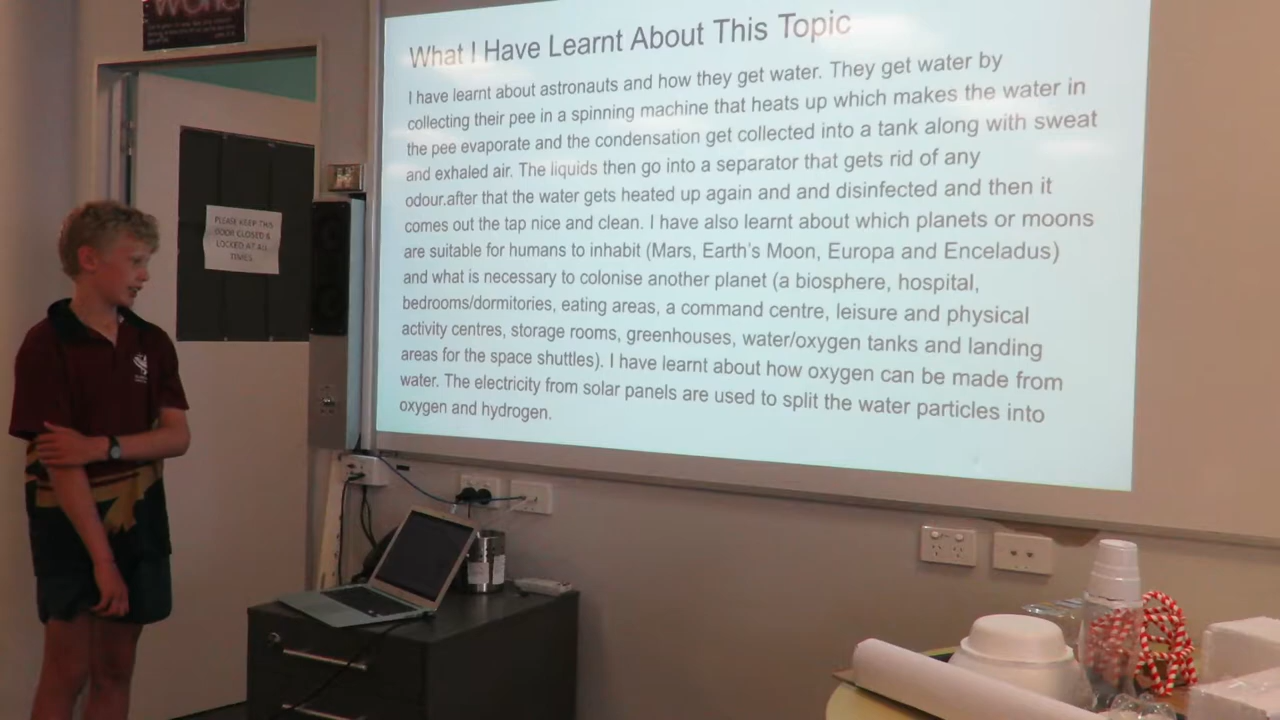 What I Have Learnt About This Topic
I have learnt about astronauts and how they get water. They get water by
collecting their pee in a spinning machine that heats up which makes the water in
the pee evaporate and the condensation get collected into a tank along with sweat
and exhaled air. The liquids then go into a separator that gets rid of any
odour.after that the water gets heated up again and and disinfected and then it
comes out the tap nice and clean. I have also learnt about which planets or moons
are suitable for humans to inhabit (Mars, Earth's Moon, Europa and Enceladus)
and what is necessary to colonise another planet (a biosphere, hospital,
bedrooms/dormitories, eating areas, a command centre, leisure and physical
activity centres, storage rooms, greenhouses, water/oxygen tanks and landing
areas for the space shuttles). I have learnt about how oxygen can be made from
water. The electricity from solar panels are used to split the water particles into
oxygen and hydrogen.
PLEASE KEEP THIS
DOOR CLOSED &
LOCKED AT ALL
TIMES